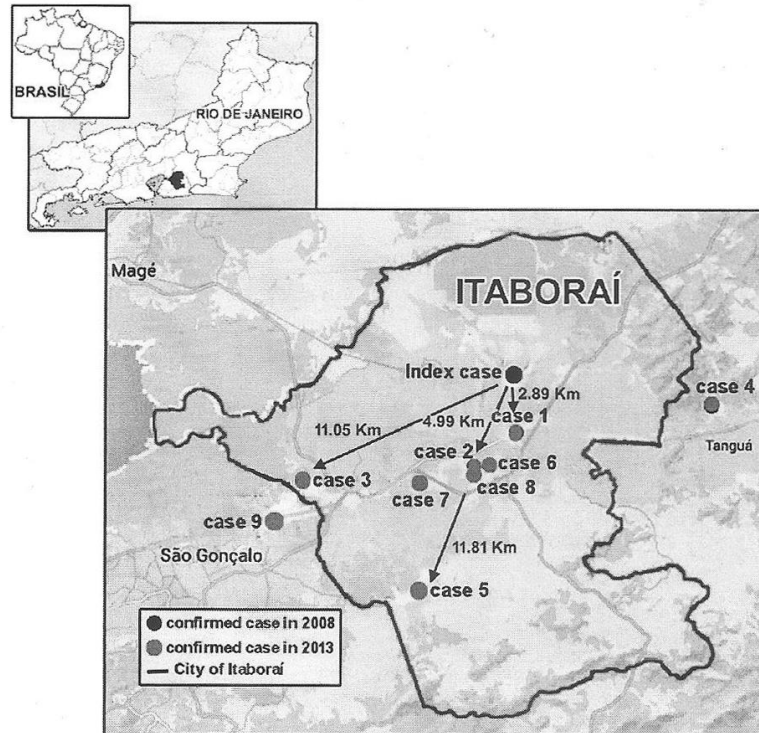 BRASIL
RIO DE JANEIRO
Magé
ITABORAÍ
Index case
2.89 Km
case 4
case 1
4.99 Km
11.05 Km
Tanguá
case 2
case 6
case 3
case 8
case 7
case 9
São Gonçalo
11.81 Km
case 5
confirmed case in 2008
confirmed case in 2013
City of Itaboraí